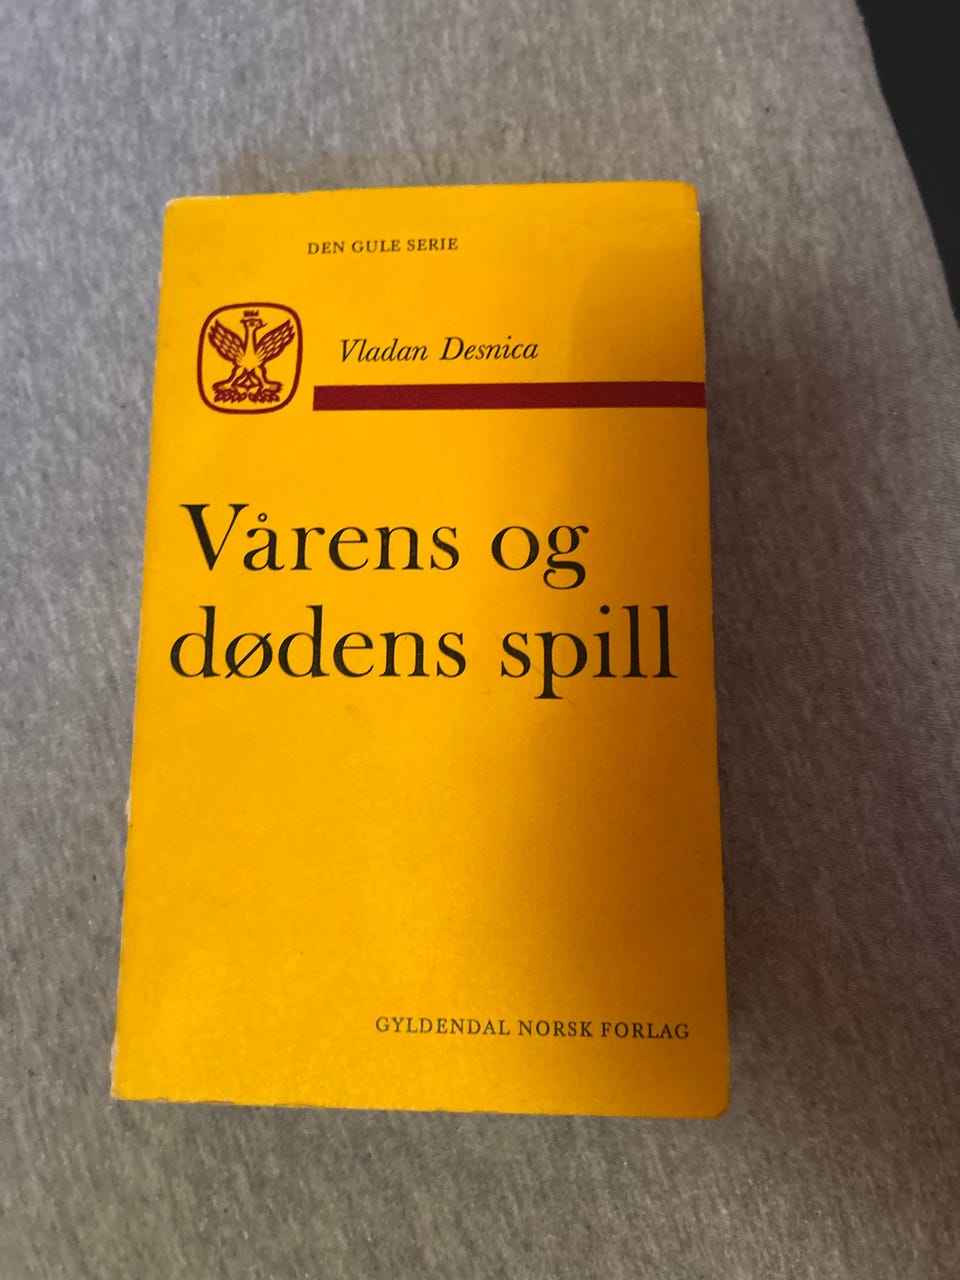 DEN GULE SERIE
Vladan Desnica
Vårens og
dødens spill
GYLDENDAL NORSK FORLAG